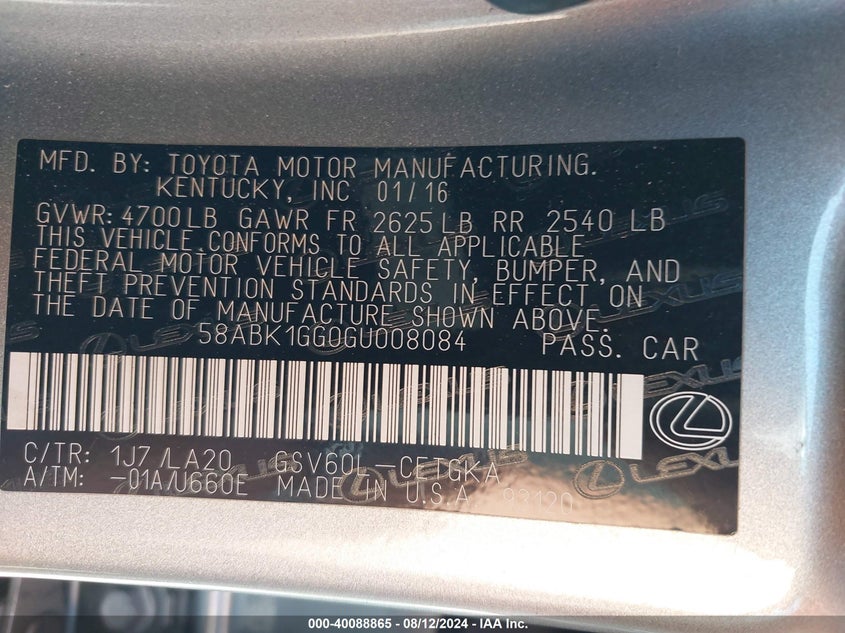 MFD. BY: TOYOTA MOTOR MANUFACTURING.
KENTUCKY, INC 01/16
GVWR: 4700LB GAWR FR 2625LB RR 2540 LB
THIS VEHICLE CONFORMS TO ALL APPLICABLE
FEDERAL MOTOR VEHICLE SAFETY, BUMPER, AND
THEFT PREVENTION STANDARDS IN EFFECT ON
THE DATE OF MANUFACTURE SHOWN ABOVE.
58ABK1GG0GU008084 PASS. CAR
LEXUS
C/TR: 1J7/LA20 GSV60L-CETGKA
A/TM: -01A/U660E MADE IN U.S.A. 93120
000-40088865 - 08/12/2024 - IAA Inc.